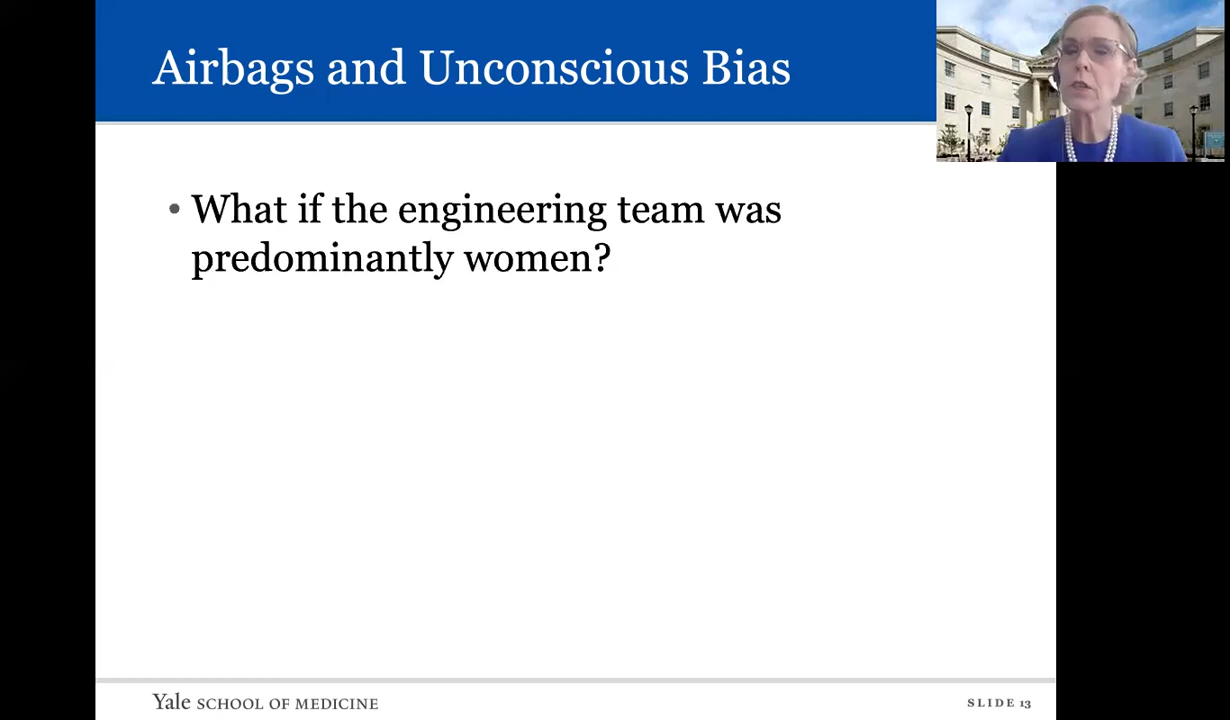 Airbags and Unconscious Bias
• What if the engineering team was
predominantly women?
Yale SCHOOL OF MEDICINE
SLIDE 13